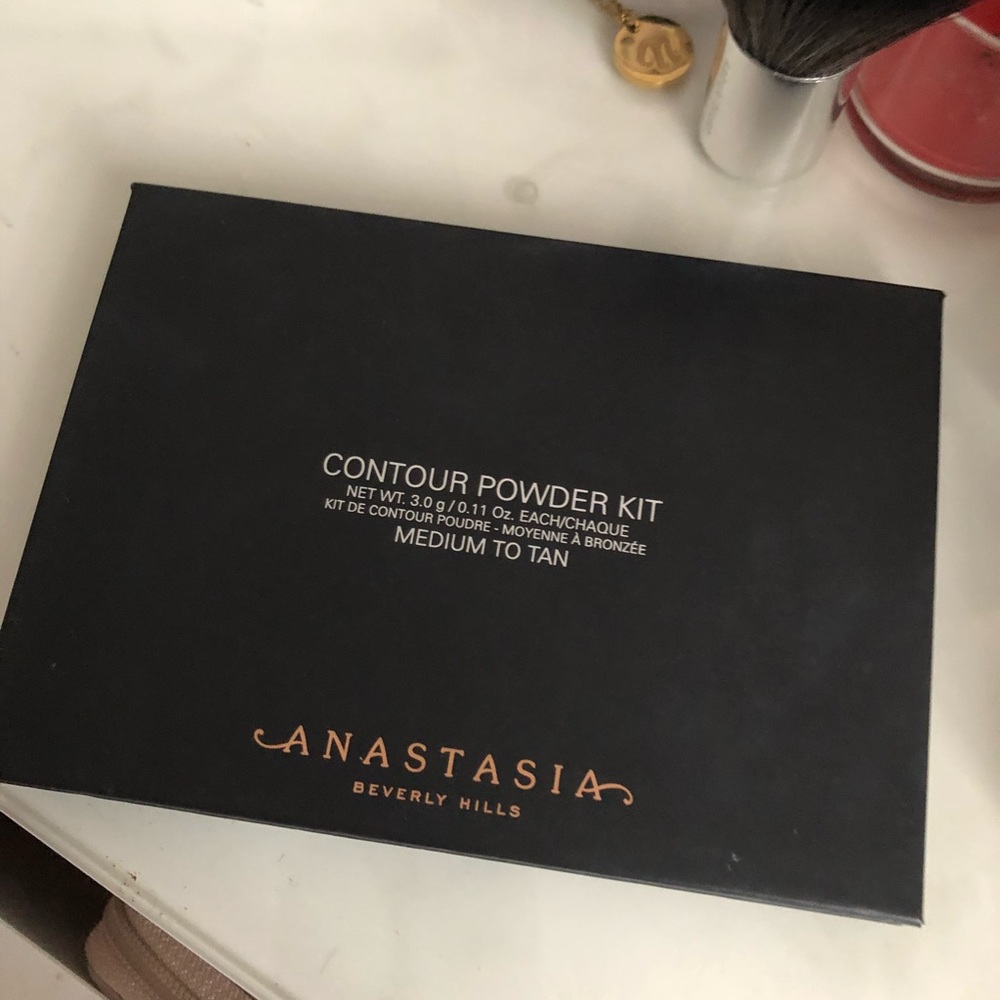 CONTOUR POWDER KIT
NET WT. 3.0 g / 0.11 Oz. EACH/CHAQUE
KIT DE CONTOUR POUDRE - MOYENNE À BRONZÉE
MEDIUM TO TAN
ANASTASIA
BEVERLY HILLS